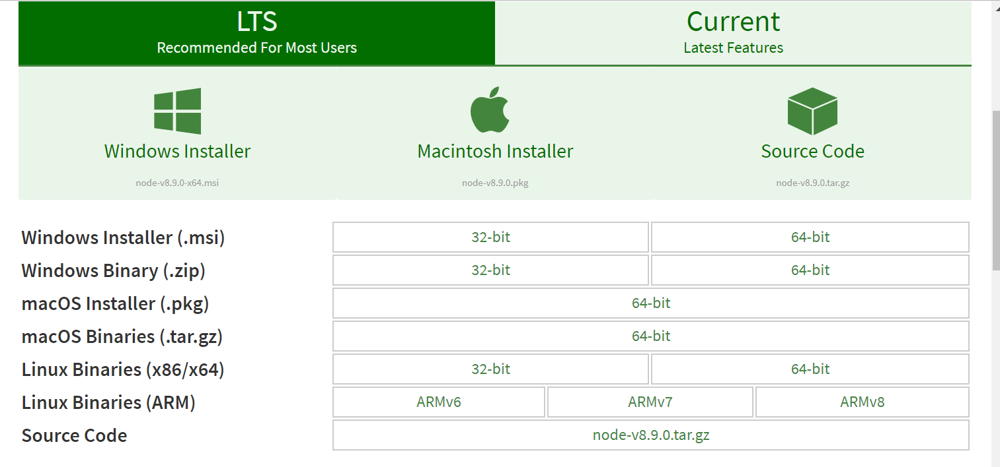 LTS
Recommended For Most Users
Current
Latest Features
Windows Installer
node-v8.9.0-x64.msi
Macintosh Installer
node-v8.9.0.pkg
Source Code
node-v8.9.0.tar.gz
Windows Installer (.msi) 32-bit 64-bit
Windows Binary (.zip) 32-bit 64-bit
macOS Installer (.pkg) 64-bit
macOS Binaries (.tar.gz) 64-bit
Linux Binaries (x86/x64) 32-bit 64-bit
Linux Binaries (ARM) ARMv6 ARMv7 ARMv8
Source Code node-v8.9.0.tar.gz